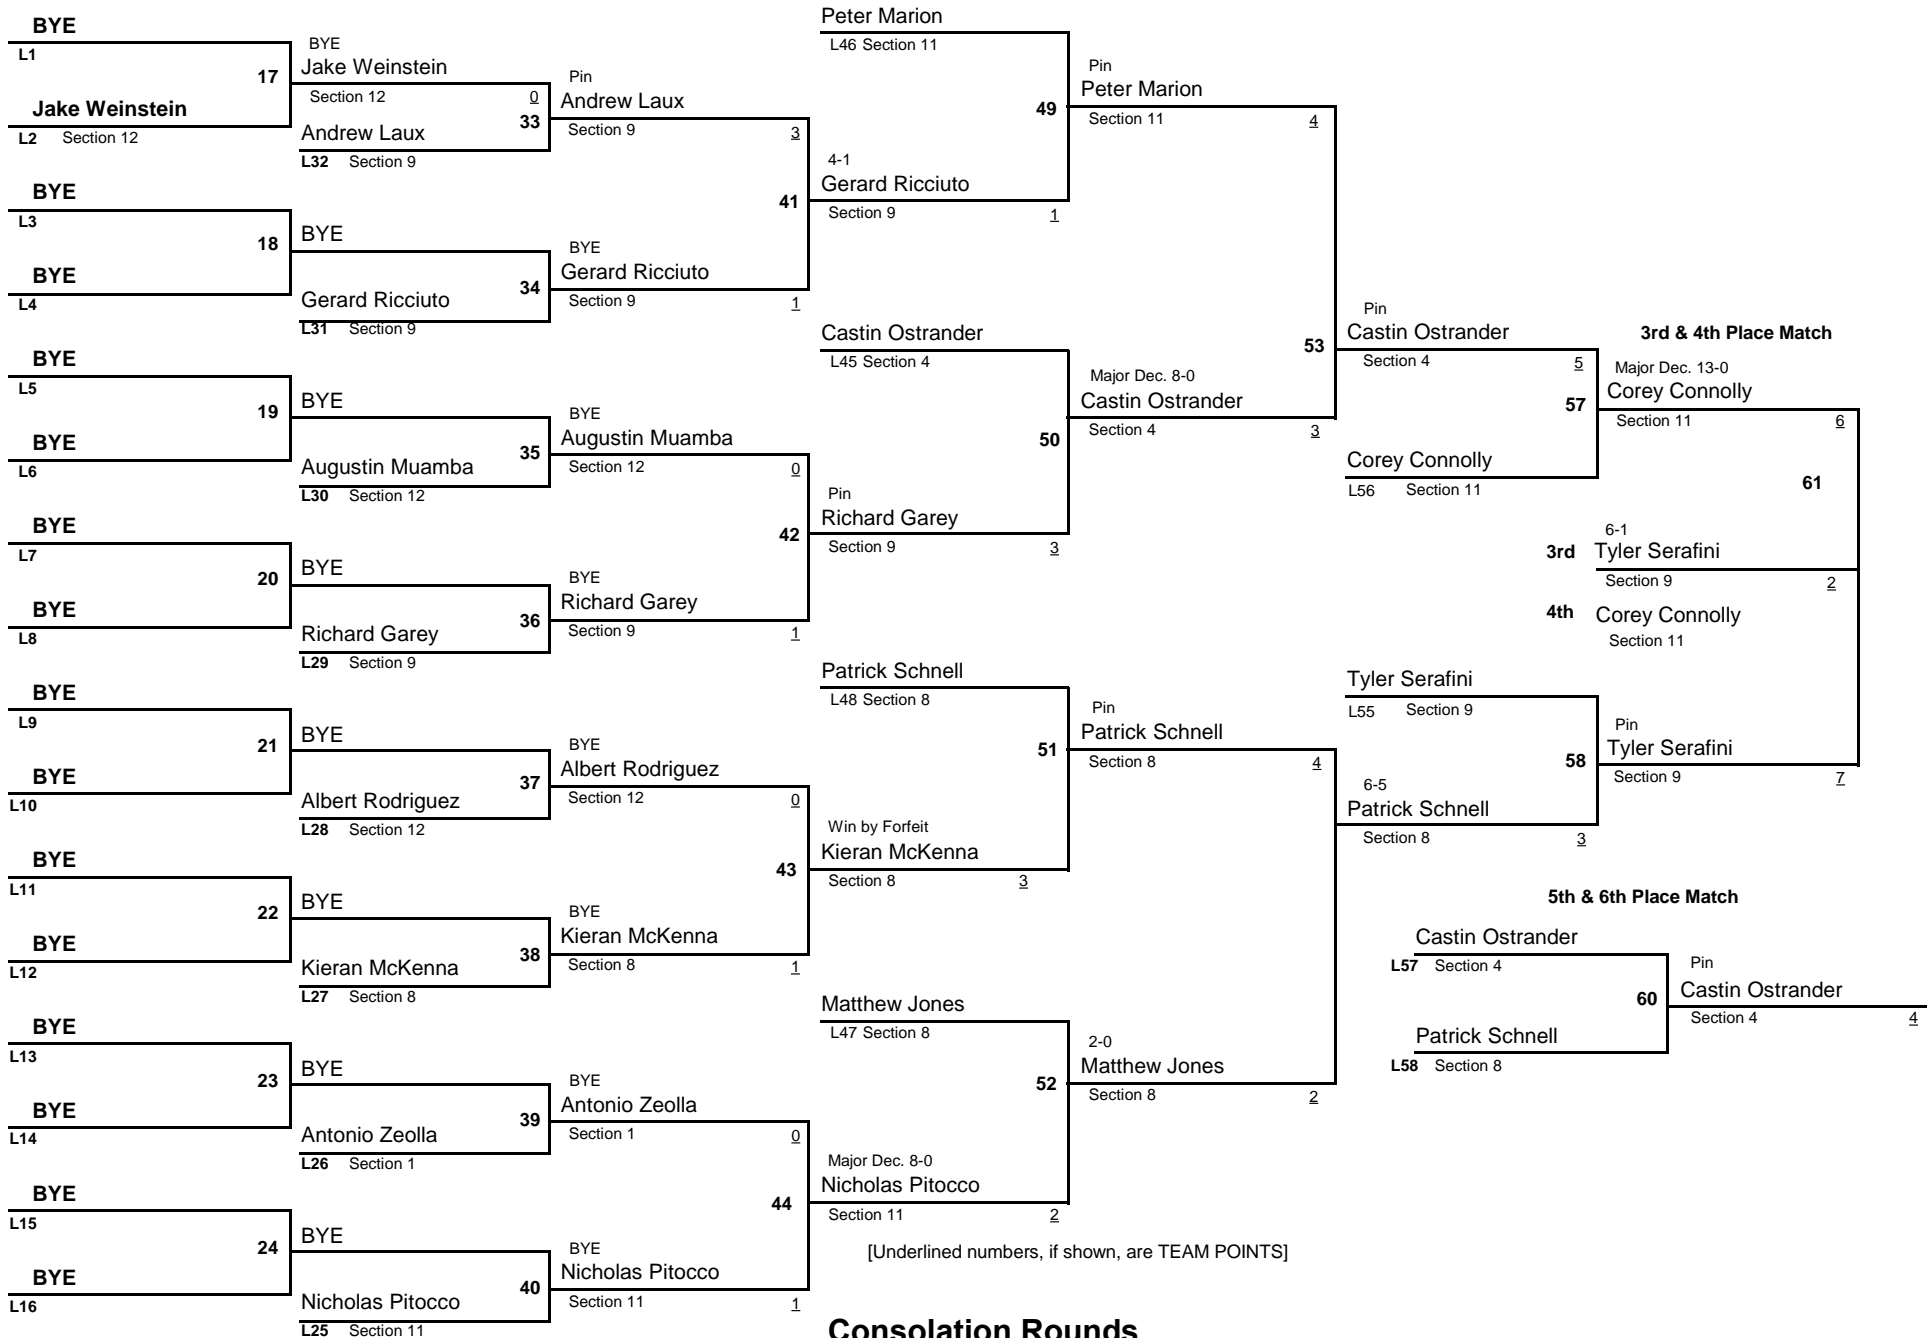 BYE
L1
17
Jake Weinstein
L2 Section 12
BYE
L3
18
BYE
L4
BYE
L5
19
BYE
L6
BYE
L7
20
BYE
L8
BYE
L9
21
BYE
L10
BYE
L11
22
BYE
L12
BYE
L13
23
BYE
L14
BYE
L15
24
BYE
L16
BYE
Jake Weinstein
Section 12 0
33
Andrew Laux
L32 Section 9
BYE
34
Gerard Ricciuto
L31 Section 9
BYE
35
Augustin Muamba
L30 Section 12
BYE
36
Richard Garey
L29 Section 9
BYE
37
Albert Rodriguez
L28 Section 12
BYE
38
Kieran McKenna
L27 Section 8
BYE
39
Antonio Zeolla
L26 Section 1
BYE
40
Nicholas Pitocco
L25 Section 11
Pin
Andrew Laux
Section 9 3
41
BYE
Gerard Ricciuto
Section 9 1
BYE
Augustin Muamba
Section 12 0
42
BYE
Richard Garey
Section 9 1
BYE
Albert Rodriguez
Section 12 0
43
BYE
Kieran McKenna
Section 8 1
BYE
Antonio Zeolla
Section 1 0
44
BYE
Nicholas Pitocco
Section 11 1
Peter Marion
L46 Section 11
49
4-1
Gerard Ricciuto
Section 9 1
Castin Ostrander
L45 Section 4
50
Pin
Richard Garey
Section 9 3
Patrick Schnell
L48 Section 8
51
Win by Forfeit
Kieran McKenna
Section 8 3
Matthew Jones
L47 Section 8
52
Major Dec. 8-0
Nicholas Pitocco
Section 11 2
[Underlined numbers, if shown, are TEAM POINTS]
Pin
Peter Marion
Section 11 4
53
Major Dec. 8-0
Castin Ostrander
Section 4 3
Pin
Patrick Schnell
Section 8 4
2-0
Matthew Jones
Section 8 2
Pin
Castin Ostrander
Section 4 5
57
Corey Connolly
L56 Section 11
Tyler Serafini
L55 Section 9
58
6-5
Patrick Schnell
Section 8 3
3rd & 4th Place Match
Major Dec. 13-0
Corey Connolly
Section 11 6
61
6-1
3rd Tyler Serafini
Section 9 2
4th Corey Connolly
Section 11
Pin
Tyler Serafini
Section 9 7
5th & 6th Place Match
Castin Ostrander
L57 Section 4
60
Patrick Schnell
L58 Section 8
Pin
Castin Ostrander
Section 4 4
Consolation Rounds